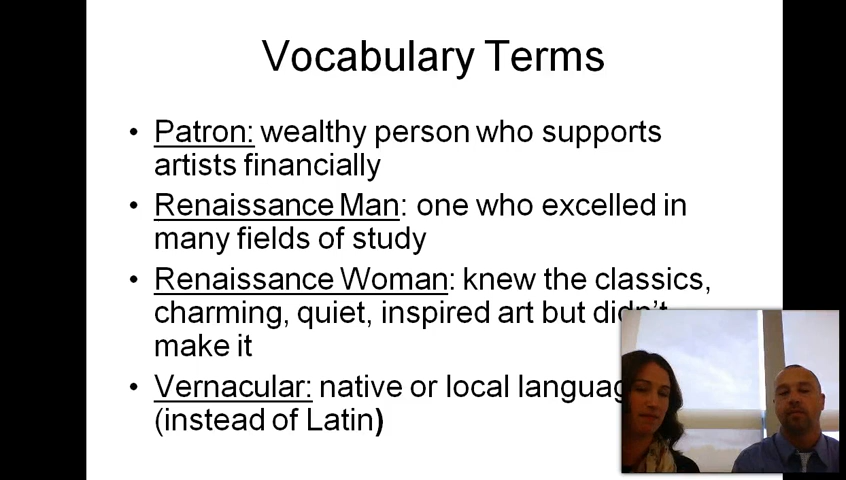 Vocabulary Terms
• Patron: wealthy person who supports
artists financially
• Renaissance Man: one who excelled in
many fields of study
• Renaissance Woman: knew the classics,
charming, quiet, inspired art but didn't
make it
• Vernacular: native or local language
(instead of Latin)